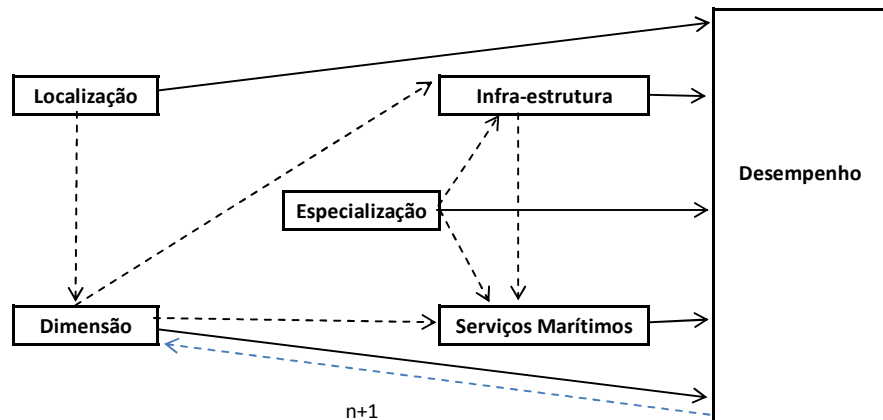 Localização
Infra-estrutura
Desempenho
Especialização
Dimensão
Serviços Marítimos
n+1